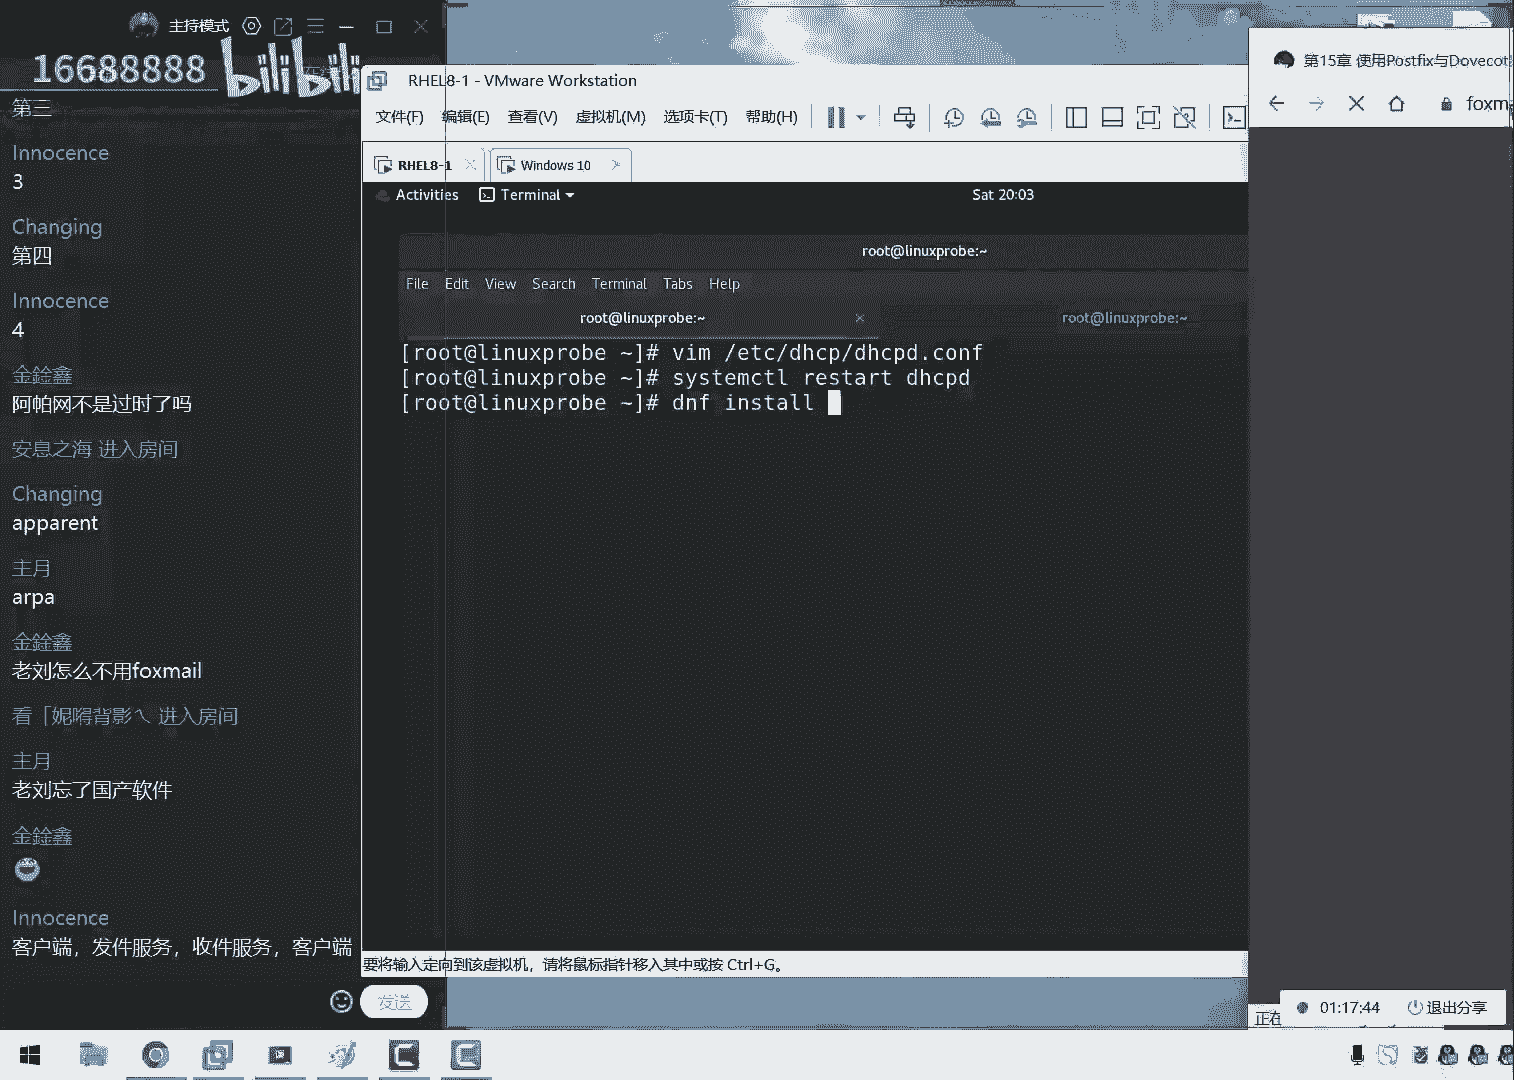 主持模式
16688888
bilibili
第三
Innocence
3
Changing
第四
Innocence
4
金鍂鑫
阿帕网不是过时了吗
安息之海 进入房间
Changing
apparent
主月
arpa
金鍂鑫
老刘怎么不用foxmail
进入房间
主月
老刘忘了国产软件
金鍂鑫
Innocence
客户端，发件服务，收件服务，客户端
发送
RHEL8-1 - VMware Workstation
文件(F) 编辑(E) 查看(V) 虚拟机(M) 选项卡(T) 帮助(H)
RHEL8-1 Windows 10
Activities Terminal Sat 20:03
root@linuxprobe:~
File Edit View Search Terminal Tabs Help
root@linuxprobe:~ root@linuxprobe:~
[root@linuxprobe ~]# vim /etc/dhcp/dhcpd.conf
[root@linuxprobe ~]# systemctl restart dhcpd
[root@linuxprobe ~]# dnf install
要将输入定向到该虚拟机，请将鼠标指针移入其中或按 Ctrl+G。
第15章 使用Postfix与Dovecot
foxm
正在
01:17:44 退出分享